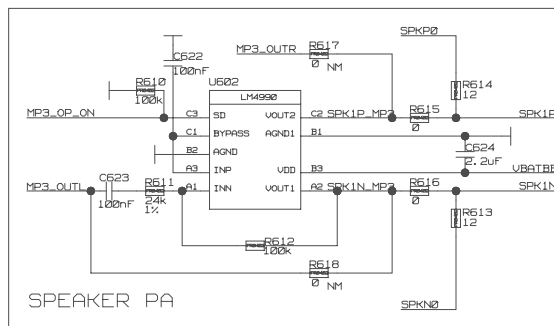 SPKP0
MP3_OUTR
R617
0 NM
C622
100nF
R610
100k
U602
LM4990
R614
12
MP3_OP_ON
C3
SD
VOUT2
C2
SPK1P_MP3
R615
0
SPK1P
C1
BYPASS
AGND1
B1
B2
AGND
C624
2.2uF
A3
INP
VDD
B3
VBATBB
MP3_OUTL
C623
100nF
R611
24k
1%
A1
INN
VOUT1
A2
SPK1N_MP3
R616
0
SPK1N
R613
12
R612
100k
R618
0 NM
SPEAKER PA
SPKN0